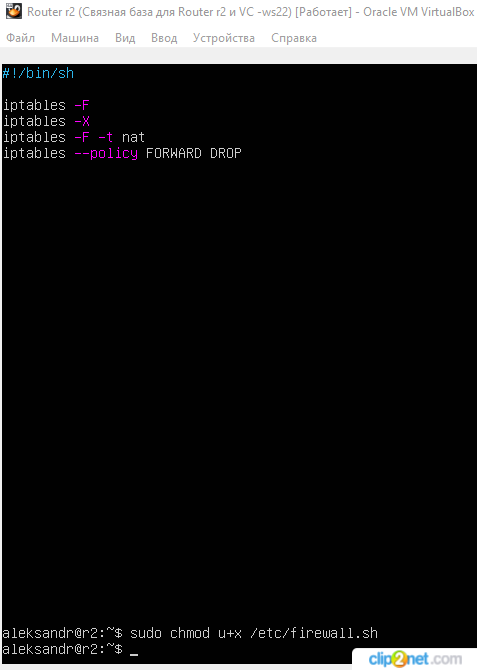 Router r2 (Связная база для Router r2 и VC -ws22) [Работает] - Oracle VM VirtualBox
Файл Машина Вид Ввод Устройства Справка
#!/bin/sh
iptables -F
iptables -X
iptables -F -t nat
iptables --policy FORWARD DROP
aleksandr@r2:~$ sudo chmod u+x /etc/firewall.sh
aleksandr@r2:~$ _
clip2net.com